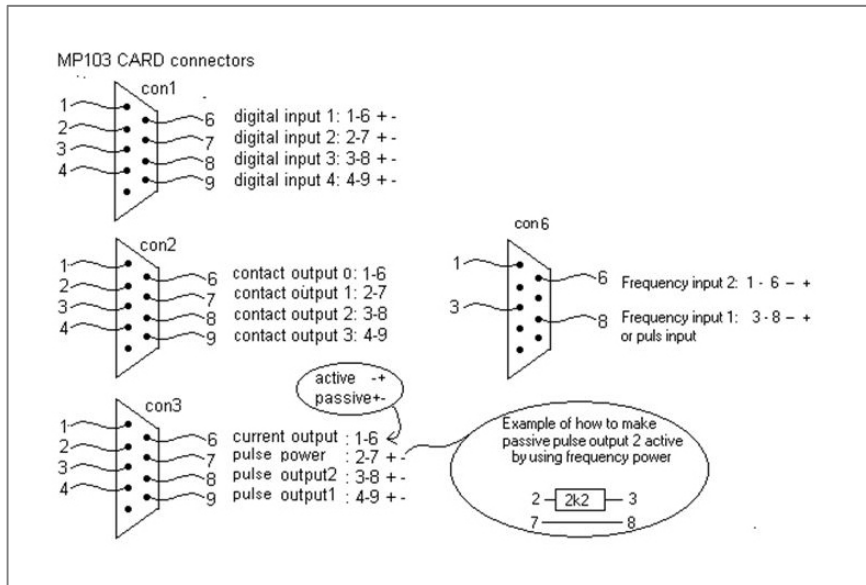 MP103 CARD connectors
con1
1
2
3
4
6 digital input 1: 1-6 + -
7 digital input 2: 2-7 + -
8 digital input 3: 3-8 + -
9 digital input 4: 4-9 + -
con2
1
2
3
4
6 contact output 0: 1-6
7 contact output 1: 2-7
8 contact output 2: 3-8
9 contact output 3: 4-9
con6
1
3
6 Frequency input 2: 1 - 6 – +
8 Frequency input 1: 3 - 8 – +
or puls input
active -+
passive+-
con3
1
2
3
4
6 current output : 1-6
7 pulse power : 2-7 + -
8 pulse output2 : 3-8 + -
9 pulse output1 : 4-9 + -
Example of how to make
passive pulse output 2 active
by using frequency power
2 2k2 3
7 8